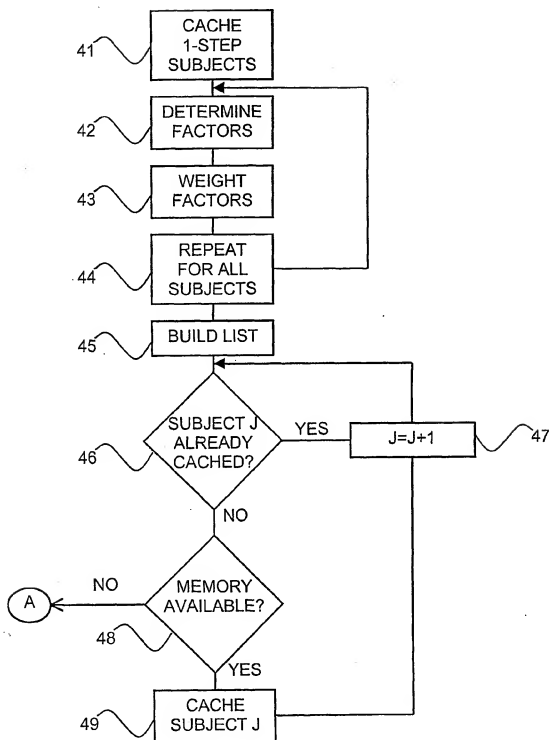 41
CACHE
1-STEP
SUBJECTS
42
DETERMINE
FACTORS
43
WEIGHT
FACTORS
44
REPEAT
FOR ALL
SUBJECTS
45
BUILD LIST
46
SUBJECT J
ALREADY
CACHED?
YES
J=J+1
47
NO
MEMORY
AVAILABLE?
NO
A
48
YES
49
CACHE
SUBJECT J